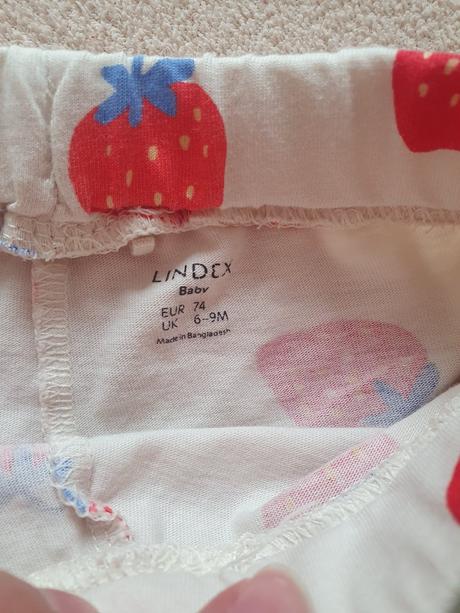 LINDEX
Baby
EUR 74
UK 6-9M
Made in Bangladesh